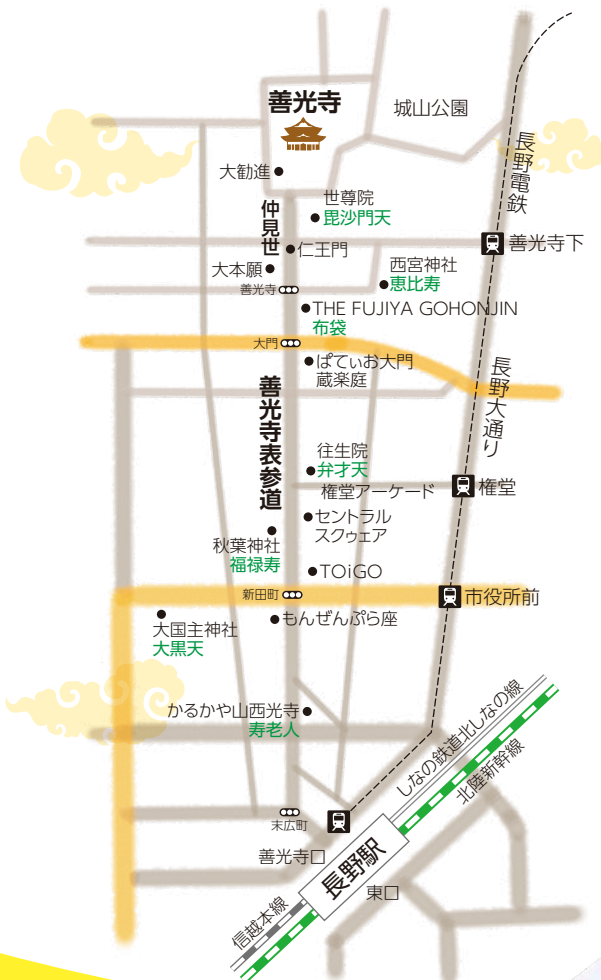 善光寺
城山公園
長野電鉄
大勧進
世尊院
毘沙門天
仲見世
仁王門
善光寺下
大本願
西宮神社
恵比寿
善光寺
THE FUJIYA GOHONJIN
布袋
大門
ぱてぃお大門
蔵楽庭
長野大通り
善光寺表参道
往生院
弁才天
権堂アーケード
権堂
セントラル
スクゥェア
秋葉神社
福禄寿
TOiGO
新田町
市役所前
もんぜんぷら座
大国主神社
大黒天
かるかや山西光寺
寿老人
しなの鉄道北しなの線
北陸新幹線
末広町
善光寺口
長野駅
東口
信越本線